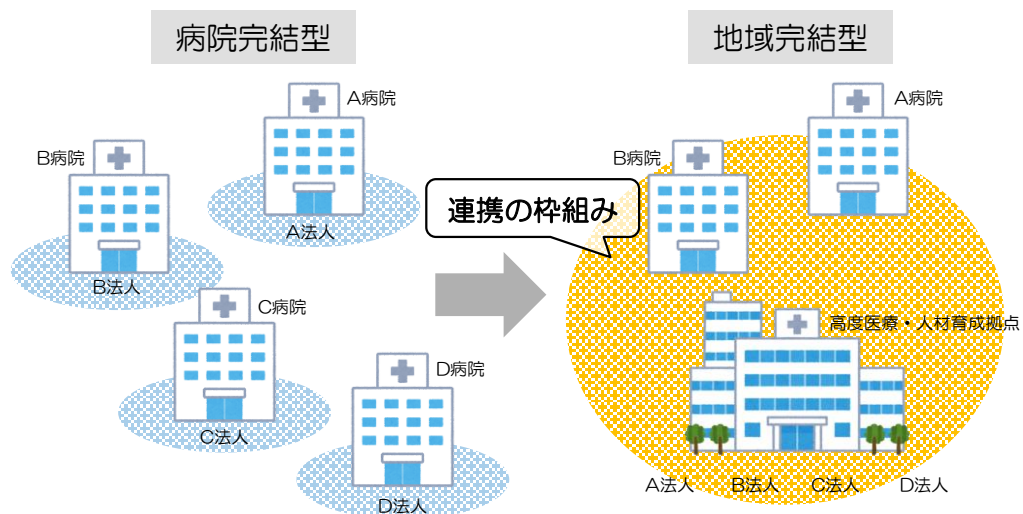 病院完結型
A病院
B病院
A法人
B法人
C病院
D病院
C法人
D法人
連携の枠組み
地域完結型
A病院
B病院
高度医療・人材育成拠点
A法人 B法人 C法人 D法人